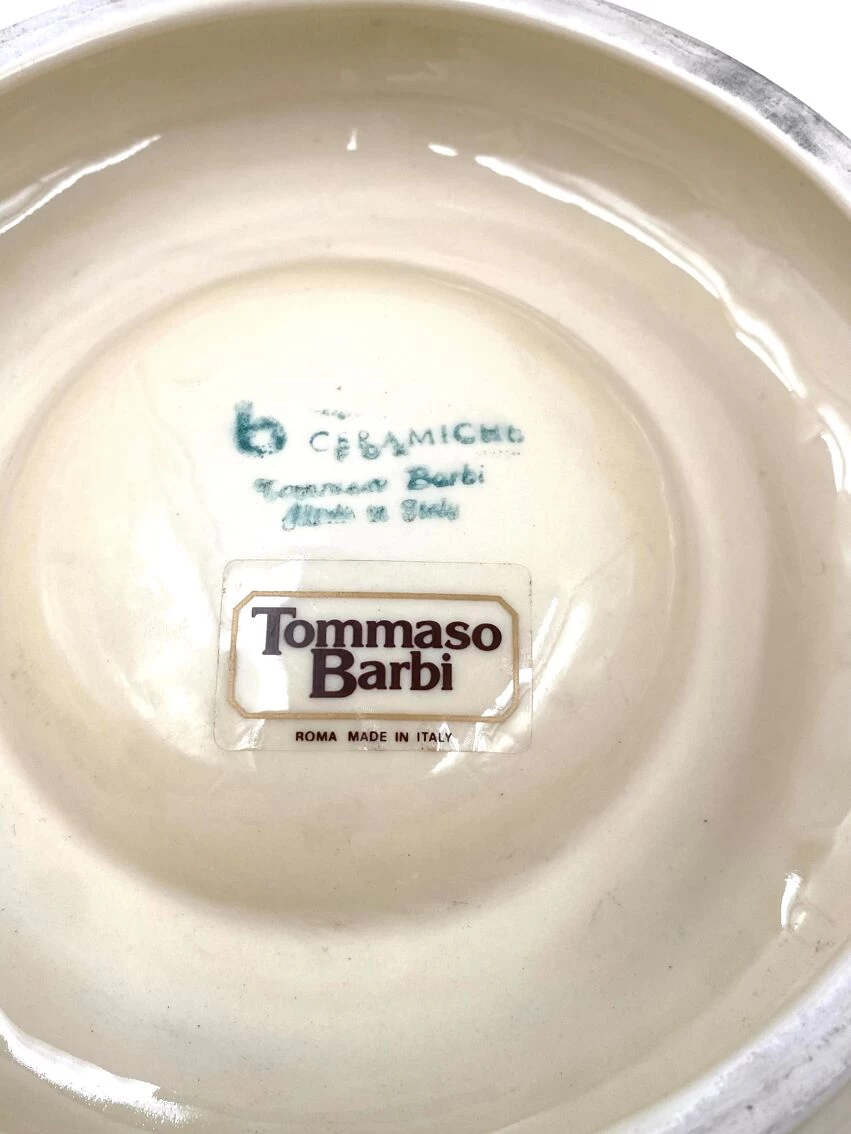 b CERAMICHE
Tommaso Barbi
Made in Italy
Tommaso
Barbi
ROMA MADE IN ITALY